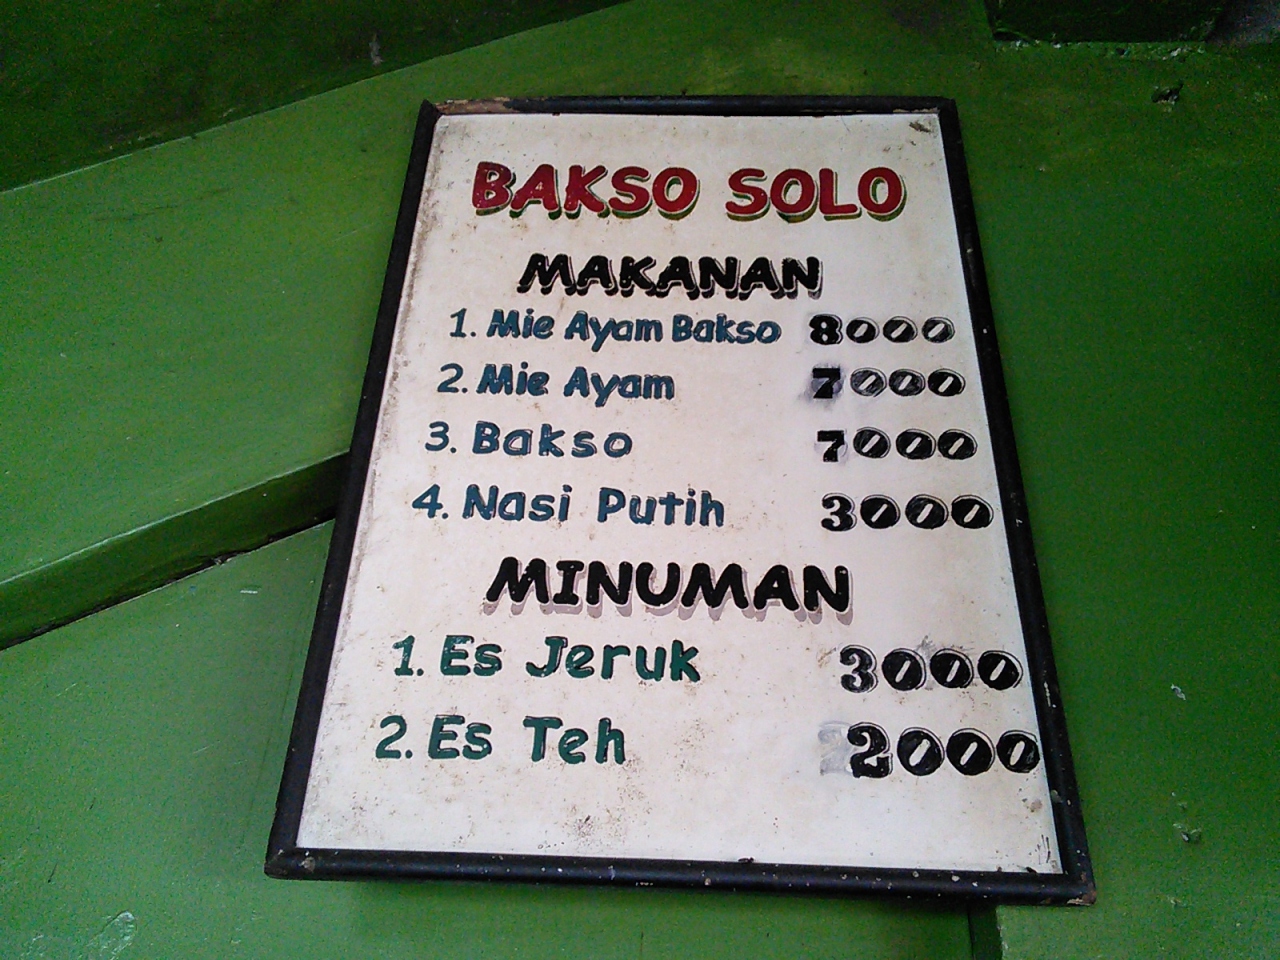 BAKSO SOLO
MAKANAN
1. Mie Ayam Bakso 8000
2. Mie Ayam 7000
3. Bakso 7000
4. Nasi Putih 3000
MINUMAN
1. Es Jeruk 3000
2. Es Teh 2000